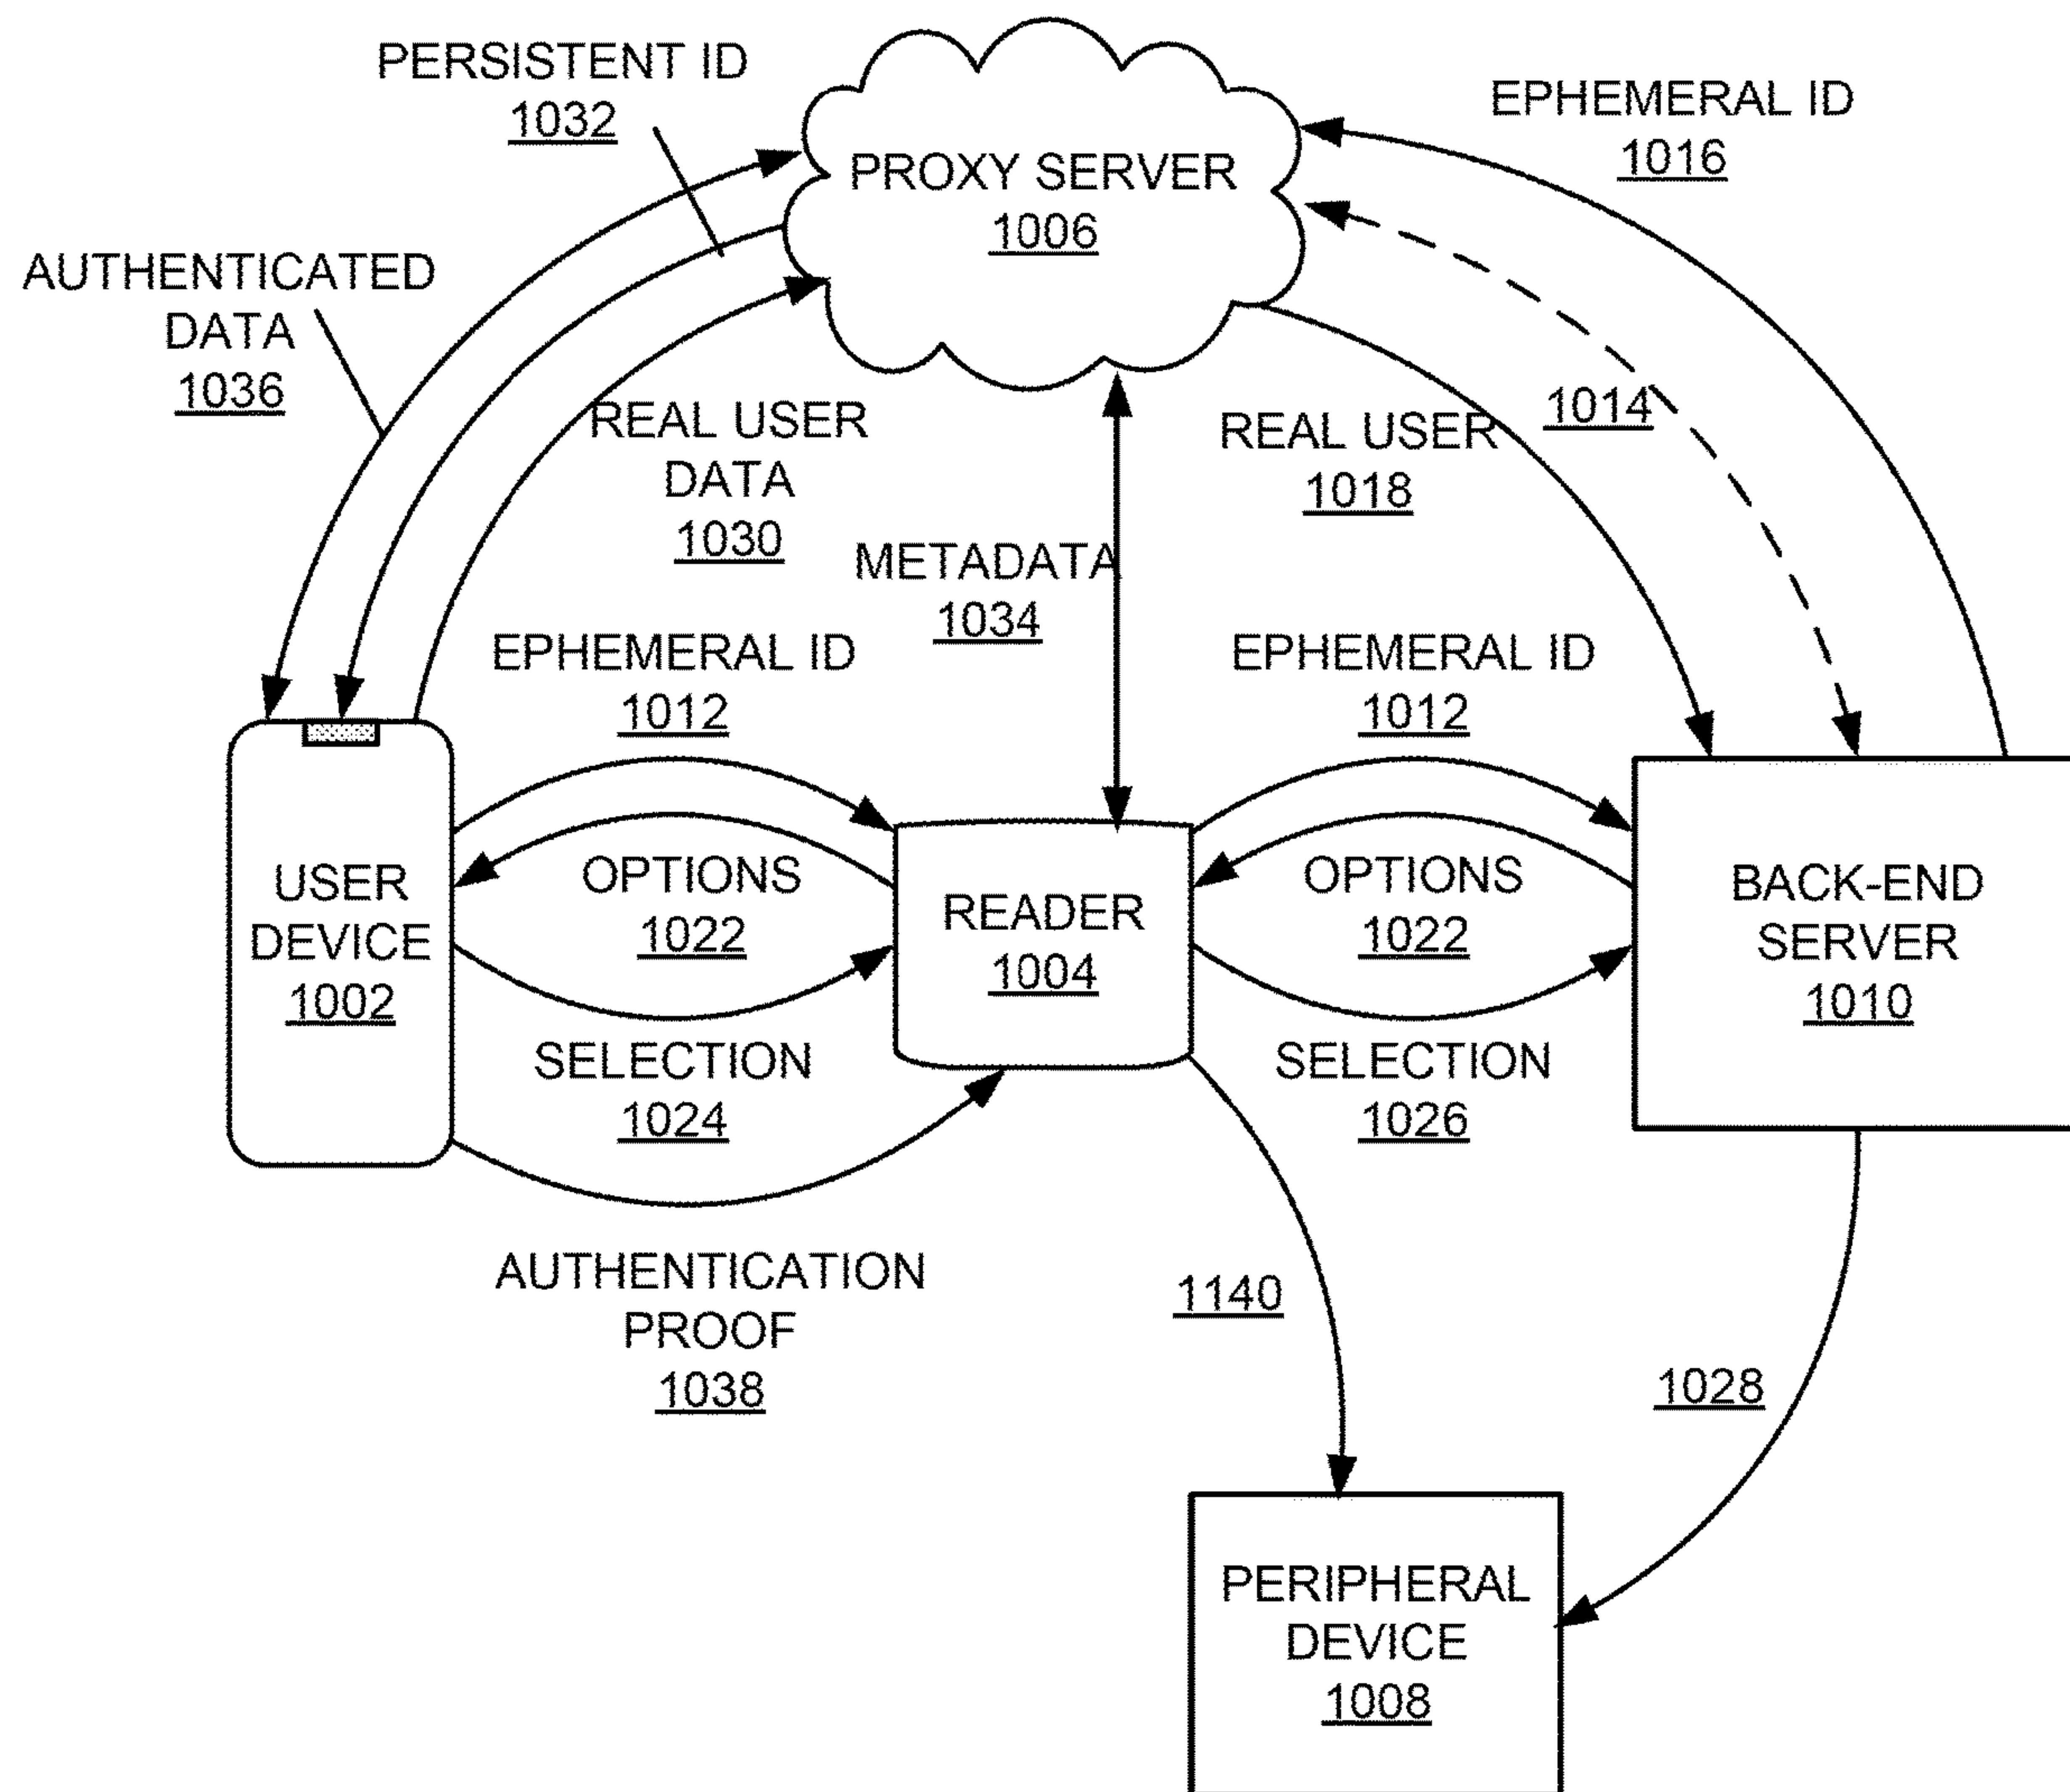 PERSISTENT ID
1032
EPHEMERAL ID
1016
PROXY SERVER
1006
AUTHENTICATED
DATA
1036
REAL USER
DATA
1030
REAL USER
1018
1014
METADATA
1034
EPHEMERAL ID
1012
EPHEMERAL ID
1012
USER
DEVICE
1002
OPTIONS
1022
READER
1004
OPTIONS
1022
BACK-END
SERVER
1010
SELECTION
1024
SELECTION
1026
AUTHENTICATION
PROOF
1038
1140
1028
PERIPHERAL
DEVICE
1008